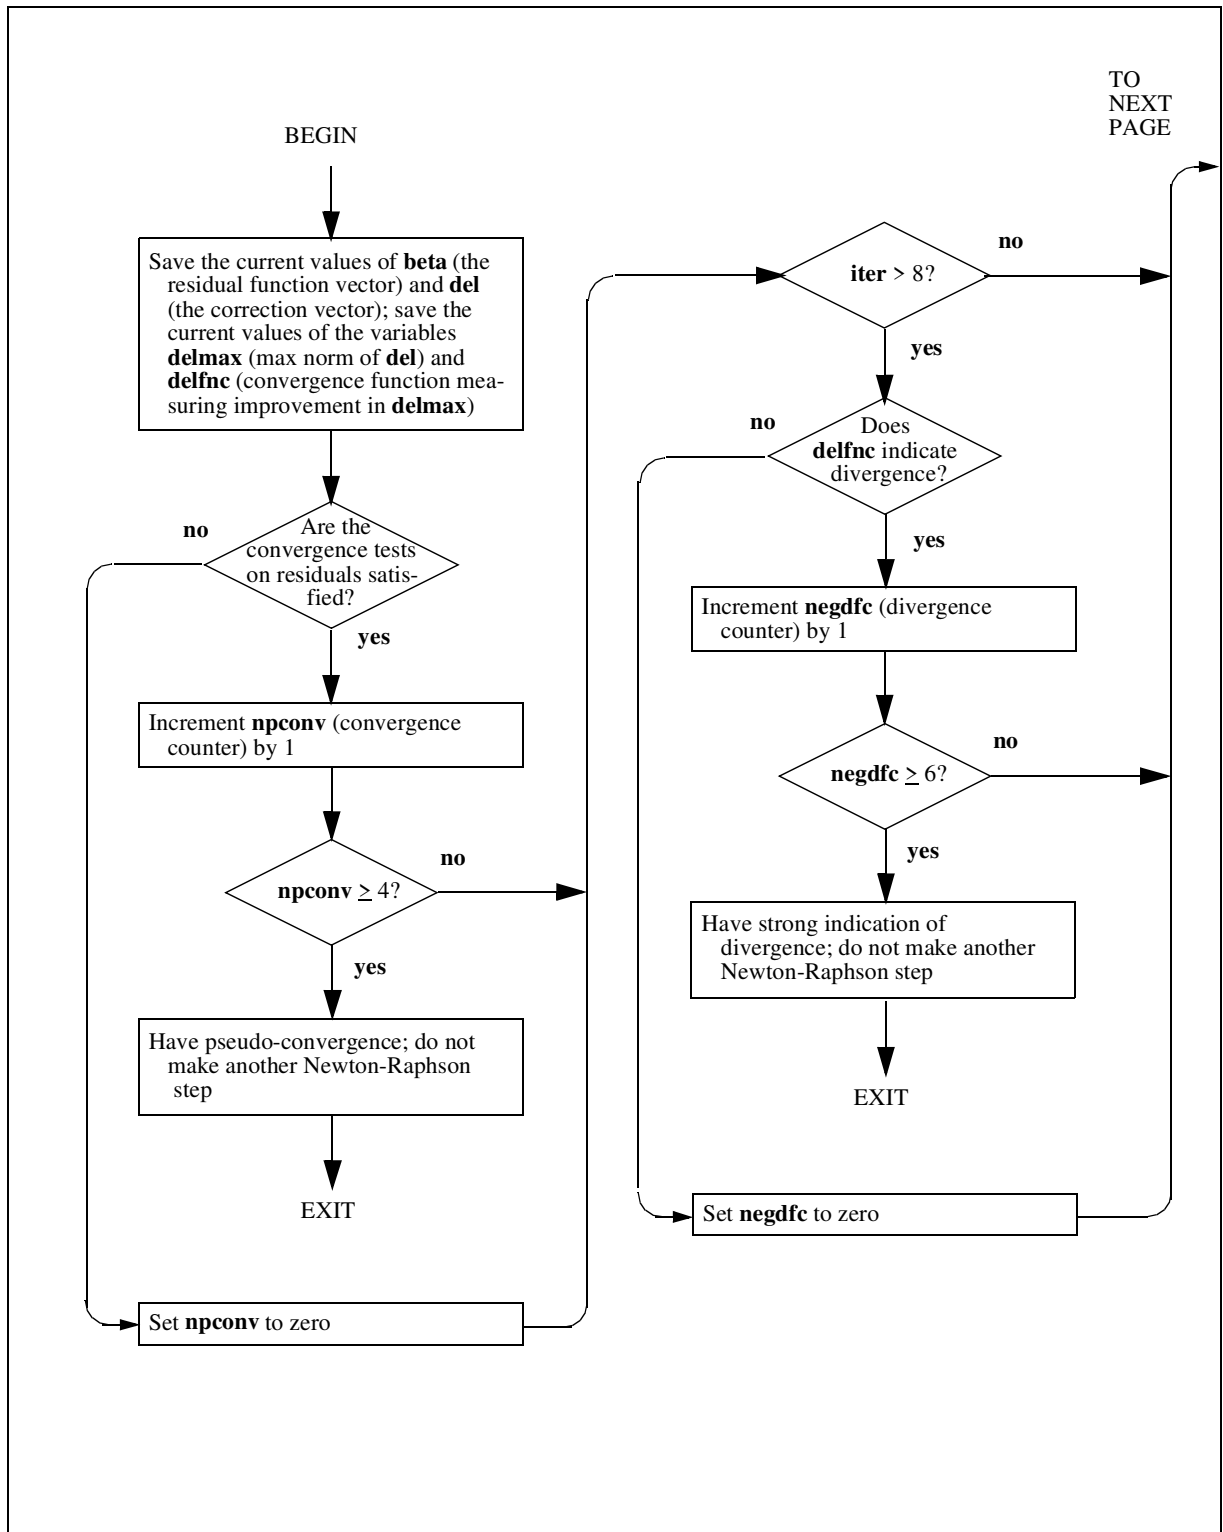 BEGIN
Save the current values of beta (the
residual function vector) and del
(the correction vector); save the
current values of the variables
delmax (max norm of del) and
delfnc (convergence function mea-
suring improvement in delmax)
no
Are the
convergence tests
on residuals satis-
fied?
yes
Increment npconv (convergence
counter) by 1
npconv ≥ 4?
no
yes
Have pseudo-convergence; do not
make another Newton-Raphson
step
EXIT
Set npconv to zero
TO
NEXT
PAGE
iter > 8?
no
yes
no
Does
delfnc indicate
divergence?
yes
Increment negdfc (divergence
counter) by 1
negdfc ≥ 6?
no
yes
Have strong indication of
divergence; do not make another
Newton-Raphson step
EXIT
Set negdfc to zero